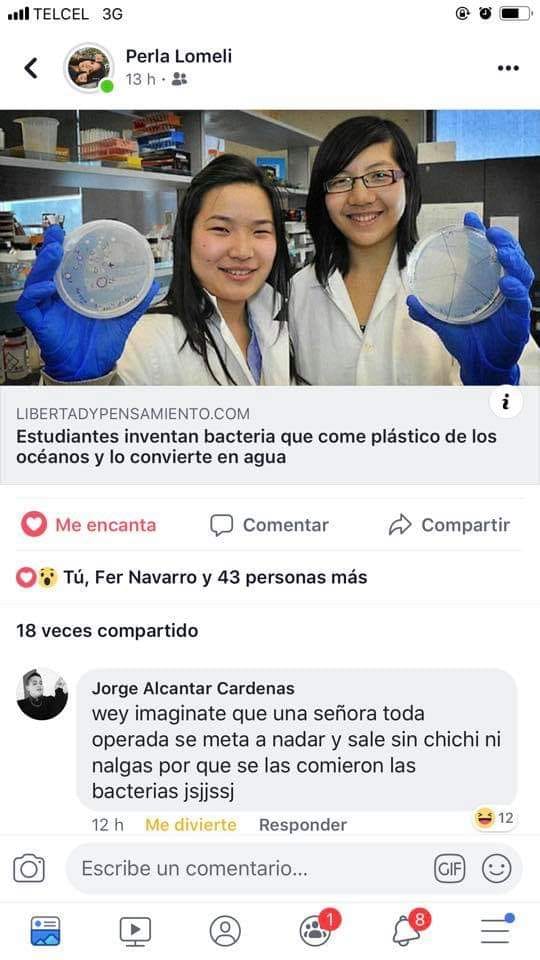 TELCEL 3G
Perla Lomeli
13 h
LIBERTADYPENSAMIENTO.COM
Estudiantes inventan bacteria que come plástico de los
océanos y lo convierte en agua
Me encanta
Comentar
Compartir
Tú, Fer Navarro y 43 personas más
18 veces compartido
Jorge Alcantar Cardenas
wey imaginate que una señora toda
operada se meta a nadar y sale sin chichi ni
nalgas por que se las comieron las
bacterias jsjjssj
12 h Me divierte Responder
12
Escribe un comentario...
GIF
1
8